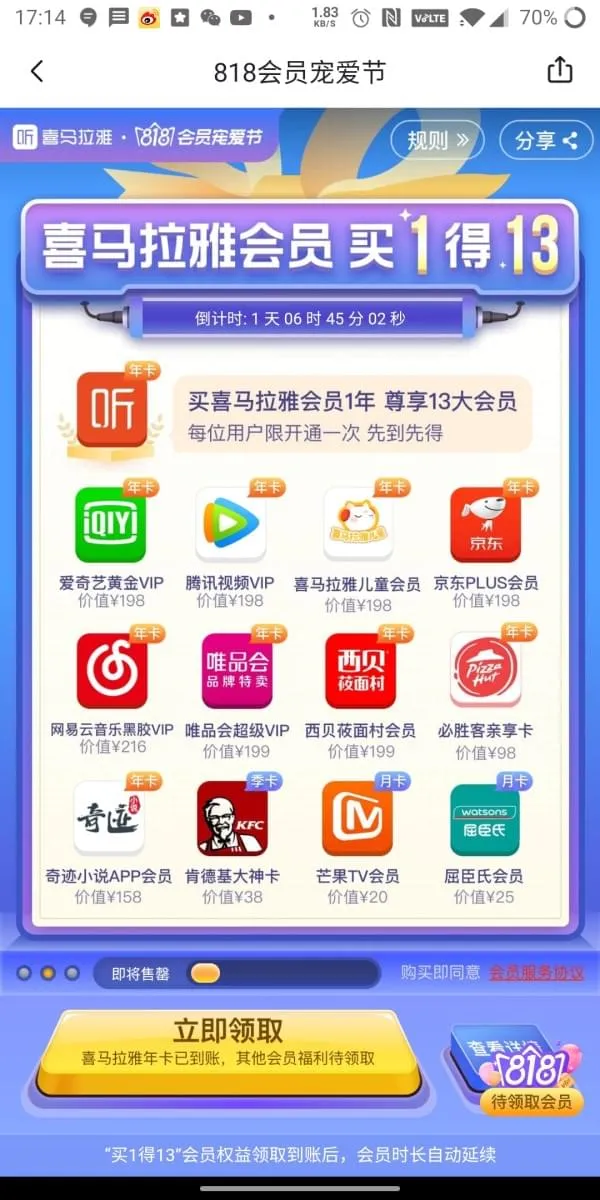 17:14
1.83
KB/S
VoLTE
70%
818会员宠爱节
听 喜马拉雅·818会员宠爱节
规则
分享
喜马拉雅会员 买1得13
倒计时: 1 天 06 时 45 分 02 秒
年卡
听
买喜马拉雅会员1年 尊享13大会员
每位用户限开通一次 先到先得
年卡 年卡 年卡 年卡
iQIYI
喜马拉雅儿童
京东
爱奇艺黄金VIP 腾讯视频VIP 喜马拉雅儿童会员 京东PLUS会员
价值¥198 价值¥198 价值¥198 价值¥198
年卡 年卡 年卡 年卡
唯品会
品牌特卖
西贝
莜面村
Pizza
Hut
网易云音乐黑胶VIP 唯品会超级VIP 西贝莜面村会员 必胜客亲享卡
价值¥216 价值¥199 价值¥199 价值¥98
年卡 季卡 月卡 月卡
奇迹
小说
KFC
watsons
屈臣氏
奇迹小说APP会员 肯德基大神卡 芒果TV会员 屈臣氏会员
价值¥158 价值¥38 价值¥20 价值¥25
即将售罄
购买即同意 会员服务协议
立即领取
喜马拉雅年卡已到账，其他会员福利待领取
查看
818
待领取会员
“买1得13”会员权益领取到账后，会员时长自动延续